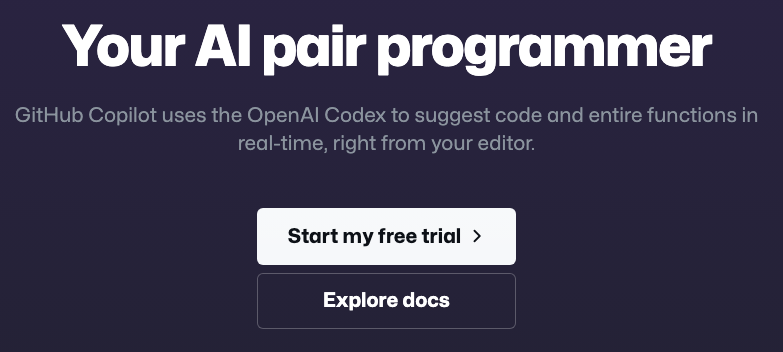 Your AI pair programmer
GitHub Copilot uses the OpenAI Codex to suggest code and entire functions in
real-time, right from your editor.
Start my free trial
Explore docs